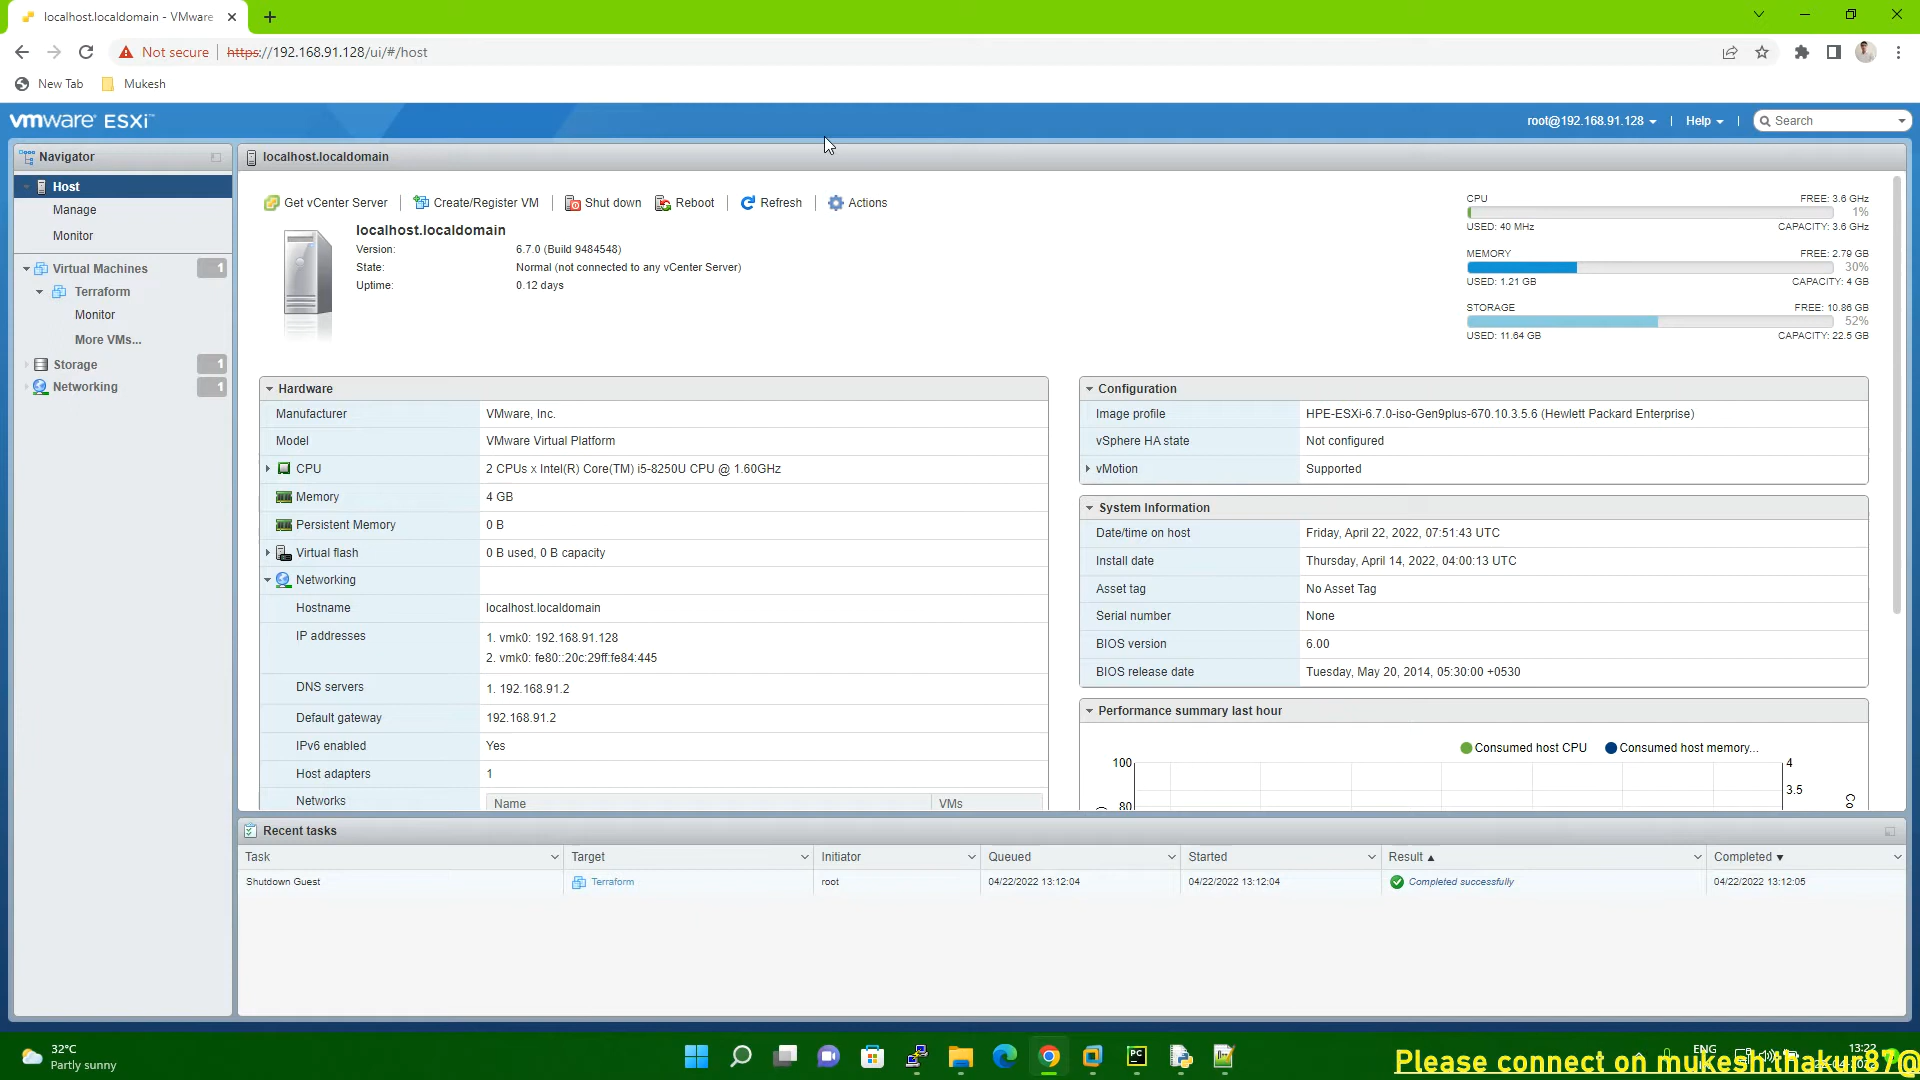 localhost.localdomain - VMware
Not secure https://192.168.91.128/ui/#/host
New Tab Mukesh
vmware ESXi™
root@192.168.91.128 | Help | Search
Navigator
Host
Manage
Monitor
Virtual Machines 1
Terraform
Monitor
More VMs...
Storage 1
Networking 1
localhost.localdomain
Get vCenter Server | Create/Register VM | Shut down Reboot | Refresh | Actions
localhost.localdomain
Version: 6.7.0 (Build 9484548)
State: Normal (not connected to any vCenter Server)
Uptime: 0.12 days
CPU FREE: 3.6 GHz
1%
USED: 40 MHz CAPACITY: 3.6 GHz
MEMORY FREE: 2.79 GB
30%
USED: 1.21 GB CAPACITY: 4 GB
STORAGE FREE: 10.86 GB
52%
USED: 11.64 GB CAPACITY: 22.5 GB
Hardware
Manufacturer VMware, Inc.
Model VMware Virtual Platform
CPU 2 CPUs x Intel(R) Core(TM) i5-8250U CPU @ 1.60GHz
Memory 4 GB
Persistent Memory 0 B
Virtual flash 0 B used, 0 B capacity
Networking
Hostname localhost.localdomain
IP addresses 1. vmk0: 192.168.91.128
2. vmk0: fe80::20c:29ff:fe84:445
DNS servers 1. 192.168.91.2
Default gateway 192.168.91.2
IPv6 enabled Yes
Host adapters 1
Networks Name VMs
Configuration
Image profile HPE-ESXi-6.7.0-iso-Gen9plus-670.10.3.5.6 (Hewlett Packard Enterprise)
vSphere HA state Not configured
vMotion Supported
System Information
Date/time on host Friday, April 22, 2022, 07:51:43 UTC
Install date Thursday, April 14, 2022, 04:00:13 UTC
Asset tag No Asset Tag
Serial number None
BIOS version 6.00
BIOS release date Tuesday, May 20, 2014, 05:30:00 +0530
Performance summary last hour
Consumed host CPU Consumed host memory...
100 4
3.5
80 Co
Recent tasks
Task Target Initiator Queued Started Result ▲ Completed ▼
Shutdown Guest Terraform root 04/22/2022 13:12:04 04/22/2022 13:12:04 Completed successfully 04/22/2022 13:12:05
32°C
Partly sunny
ENG
13:22
Please connect on mukesh.thakur87@